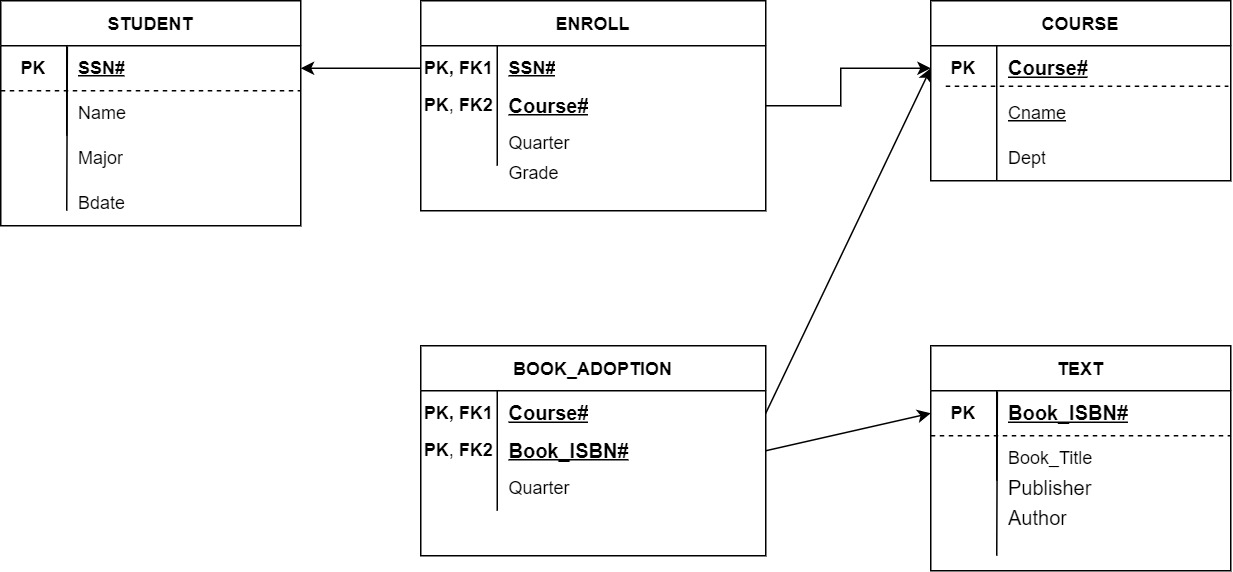 STUDENT
PK SSN#
Name
Major
Bdate
ENROLL
PK, FK1 SSN#
PK, FK2 Course#
Quarter
Grade
COURSE
PK Course#
Cname
Dept
BOOK_ADOPTION
PK, FK1 Course#
PK, FK2 Book_ISBN#
Quarter
TEXT
PK Book_ISBN#
Book_Title
Publisher
Author